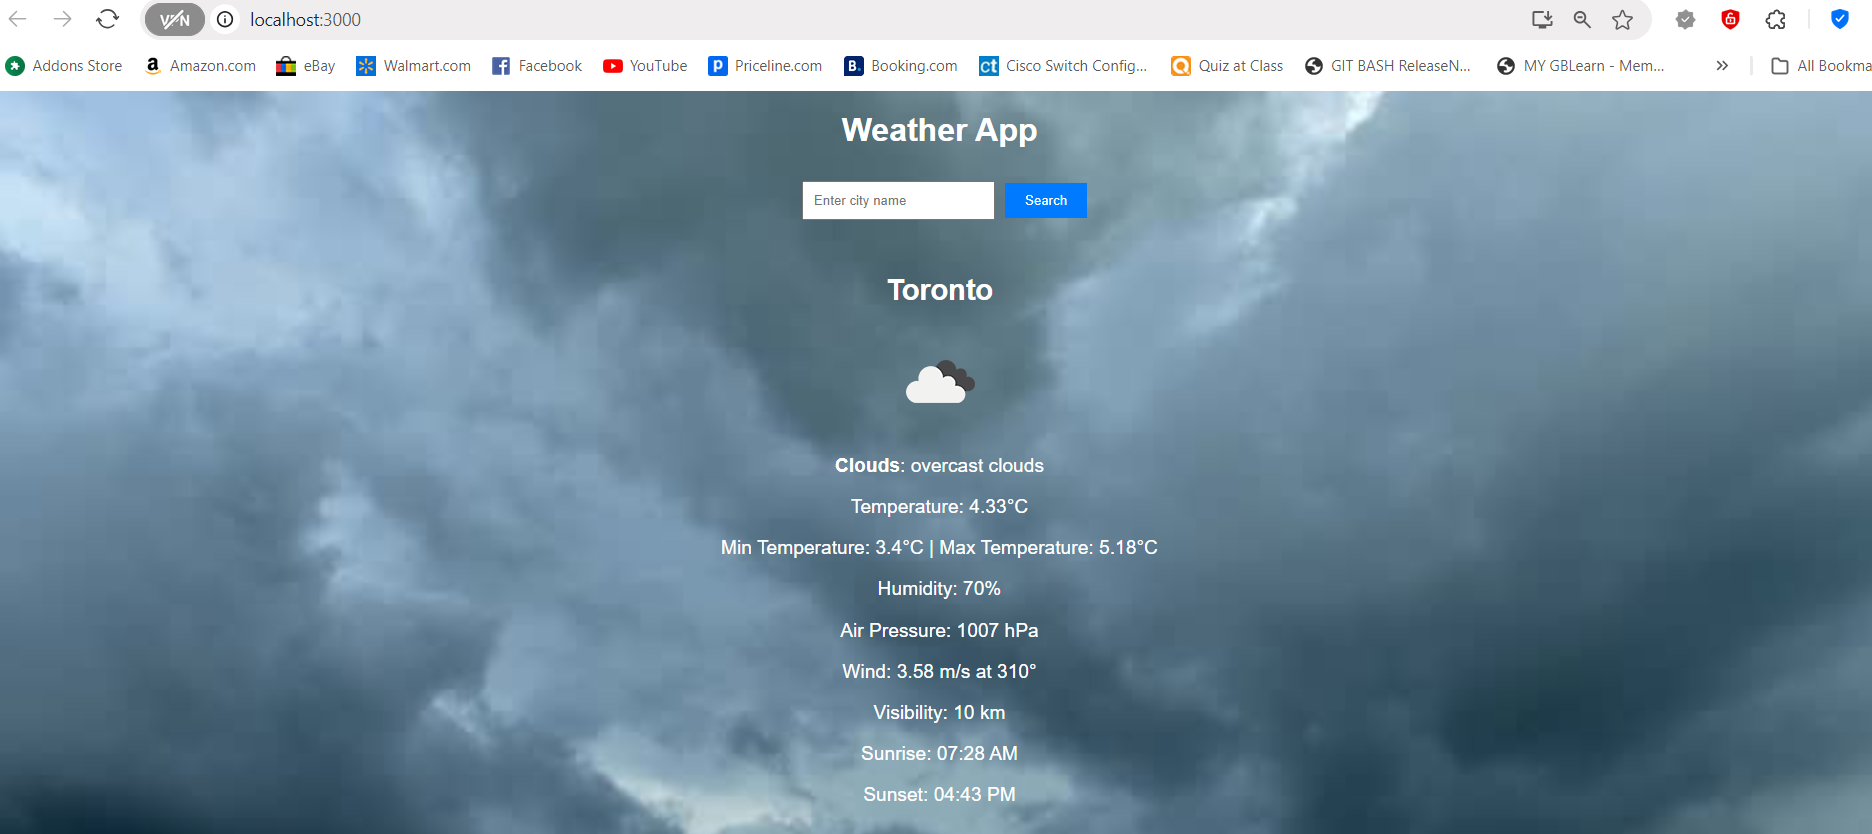 VPN localhost:3000
Addons Store Amazon.com eBay Walmart.com Facebook YouTube Priceline.com B. Booking.com ct Cisco Switch Config... Quiz at Class GIT BASH ReleaseN... MY GBLearn - Mem... » All Bookma
Weather App
Enter city name Search
Toronto
Clouds: overcast clouds
Temperature: 4.33°C
Min Temperature: 3.4°C | Max Temperature: 5.18°C
Humidity: 70%
Air Pressure: 1007 hPa
Wind: 3.58 m/s at 310°
Visibility: 10 km
Sunrise: 07:28 AM
Sunset: 04:43 PM